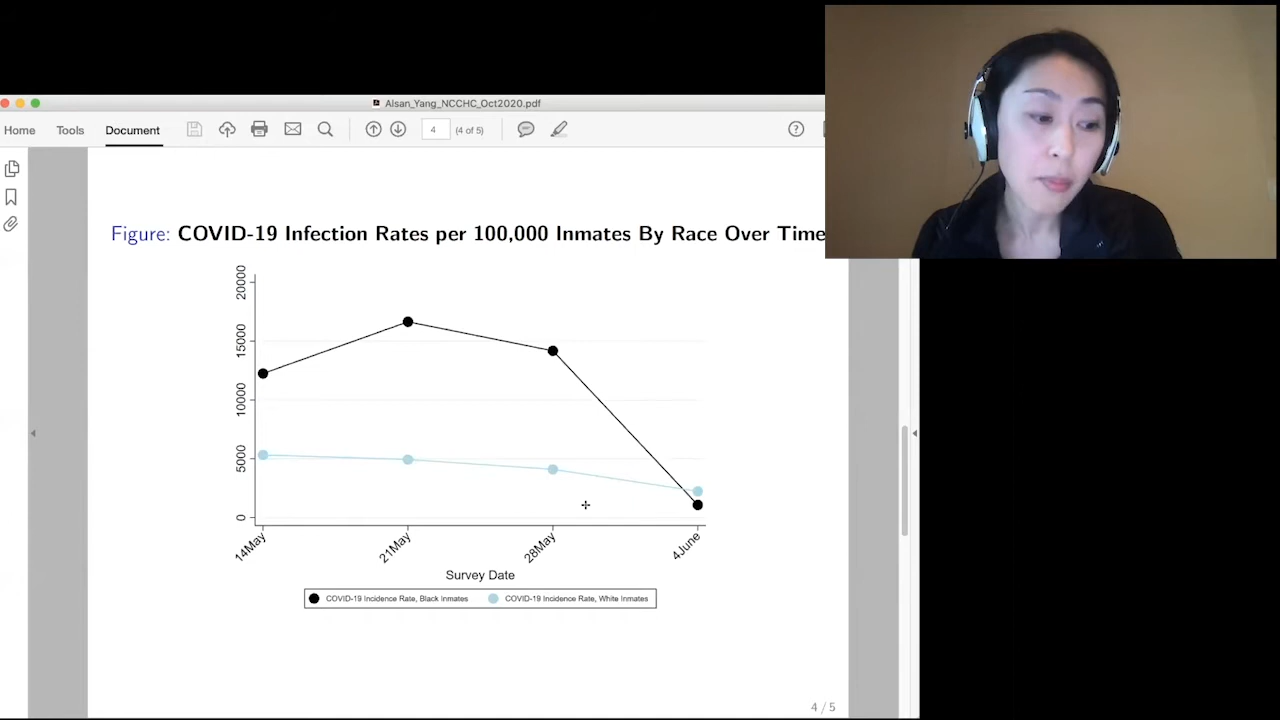 Alsan_Yang_NCCHC_Oct2020.pdf
Home Tools Document 4 (4 of 5) ?
Figure: COVID-19 Infection Rates per 100,000 Inmates By Race Over Time
20000
15000
10000
5000
0
14May 21May 28May 4June
Survey Date
COVID-19 Incidence Rate, Black Inmates COVID-19 Incidence Rate, White Inmates
4 / 5